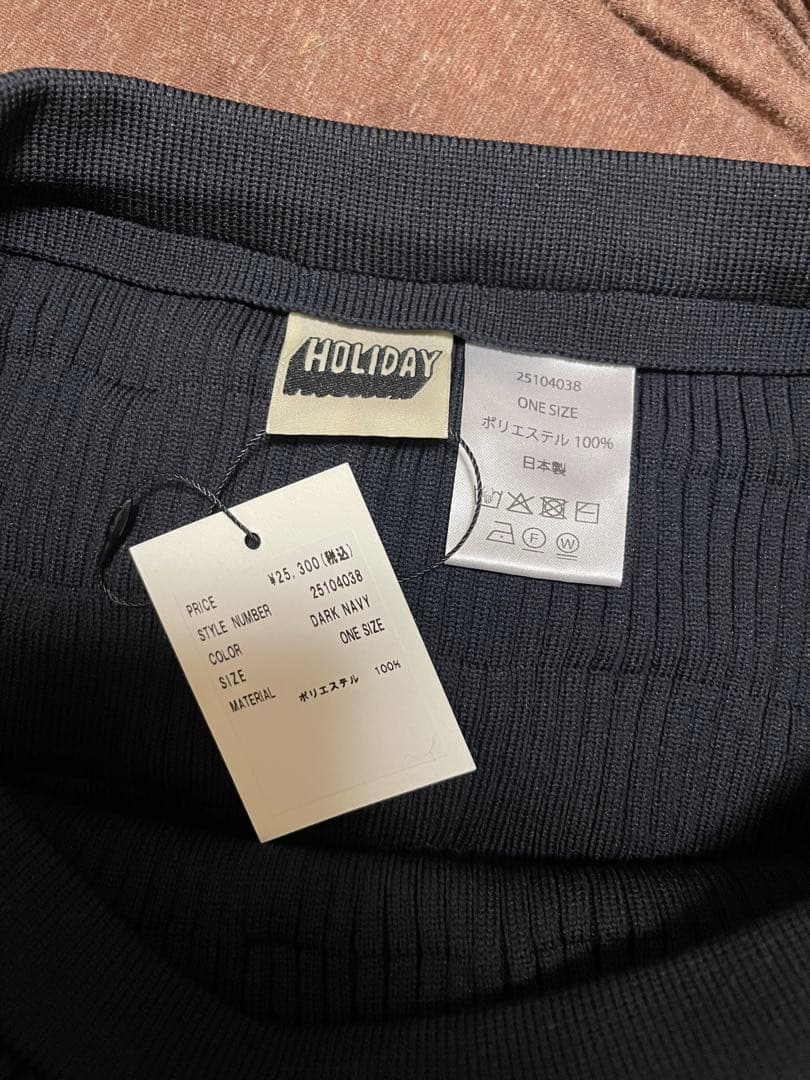 HOLIDAY
25104038
ONE SIZE
ポリエステル 100%
日本製
F W
PRICE ¥25,300(税込)
STYLE NUMBER 25104038
COLOR DARK NAVY
SIZE ONE SIZE
MATERIAL ポリエステル 100%